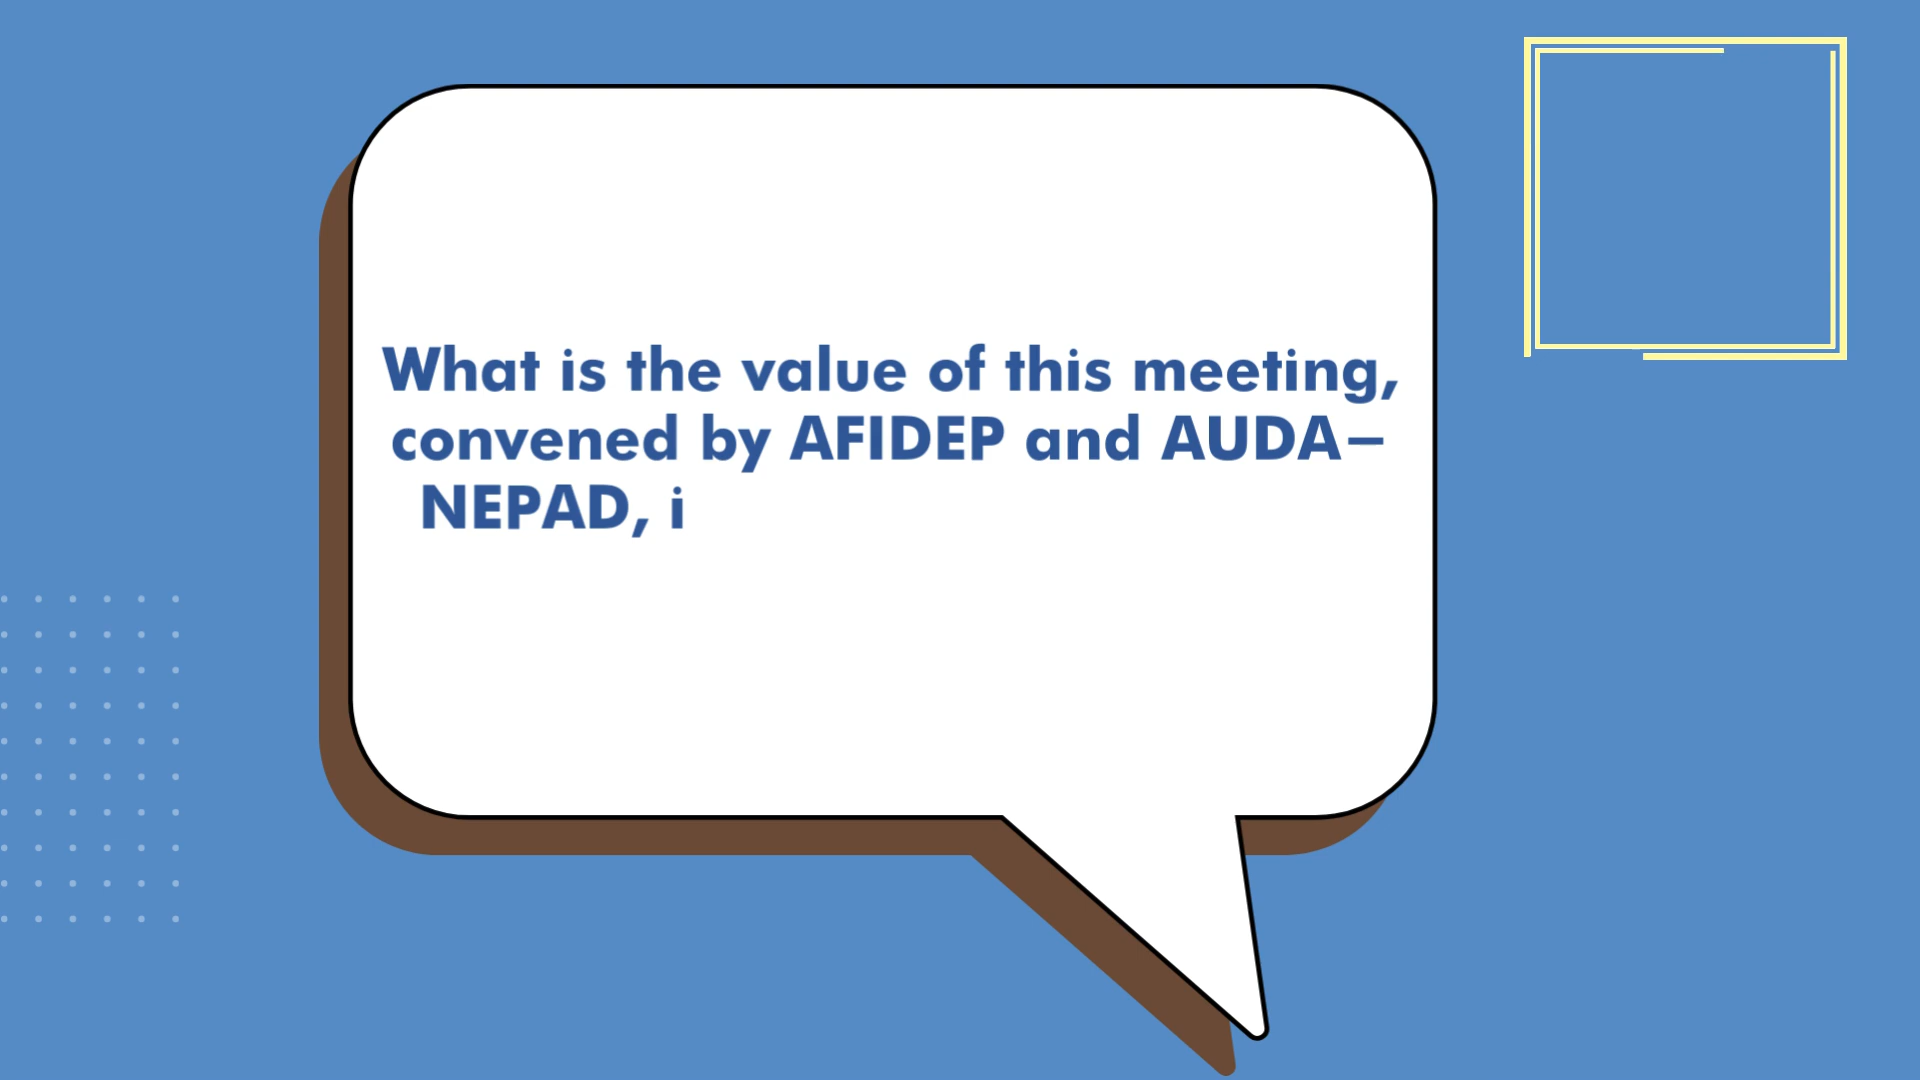 What is the value of this meeting,
convened by AFIDEP and AUDA–
NEPAD, i